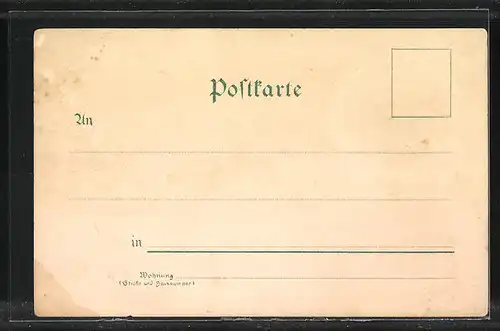 Postkarte
An
in
Wohnung
(Straße und Hausnummer)